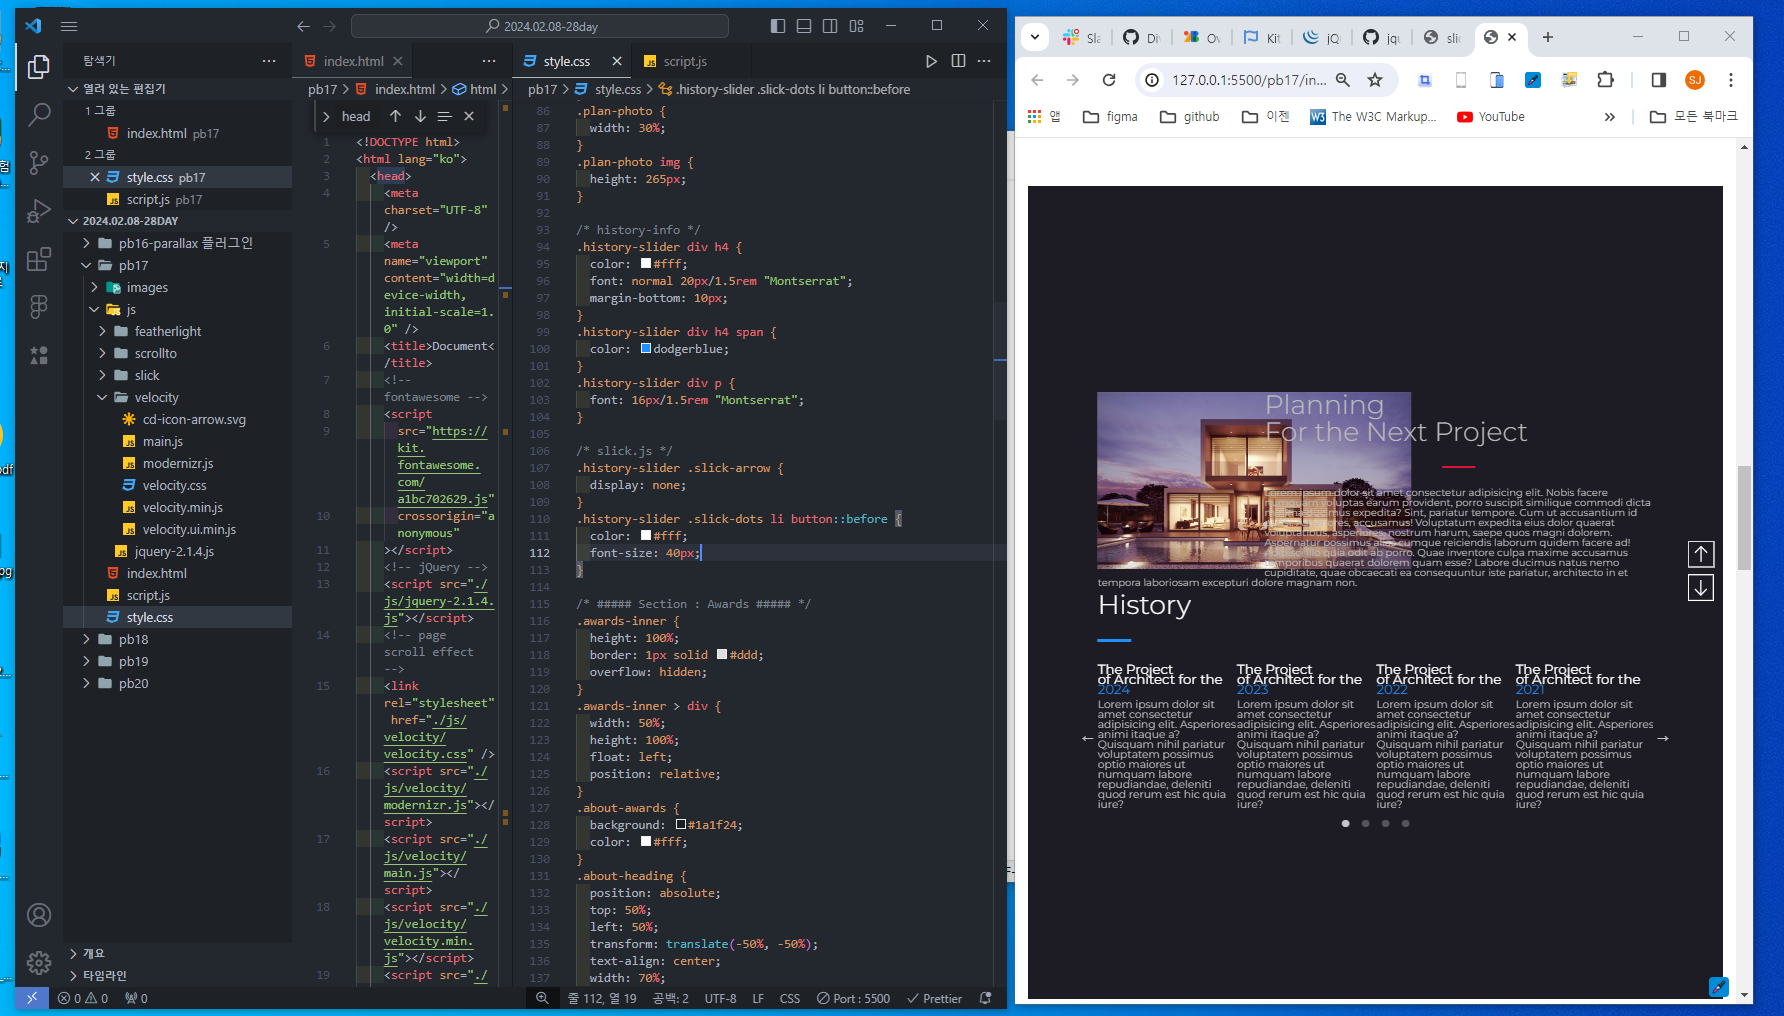 2024.02.08-28day
탐색기
열려 있는 편집기
1 그룹
index.html pb17
2 그룹
style.css pb17
script.js pb17
2024.02.08-28DAY
pb16-parallax 플러그인
pb17
images
js
featherlight
scrollto
slick
velocity
cd-icon-arrow.svg
main.js
modernizr.js
velocity.css
velocity.min.js
velocity.ui.min.js
jquery-2.1.4.js
index.html
script.js
style.css
pb18
pb19
pb20
개요
타임라인
index.html
pb17 > index.html > html >
head
1 <!DOCTYPE html>
2 <html lang="ko">
3 <head>
4 <meta
charset="UTF-8"
/>
5 <meta
name="viewport"
content="width=d
evice-width,
initial-scale=1.
0" />
6 <title>Document<
/title>
7 <!--
fontawesome -->
8 <script
9 src="https://
kit.
fontawesome.
com/
a1bc702629.js"
10 crossorigin="a
nonymous"
11 ></script>
12 <!-- jQuery -->
13 <script src="./
js/jquery-2.1.4.
js"></script>
14 <!-- page
scroll effect
-->
15 <link
rel="stylesheet"
href="./js/
velocity/
velocity.css" />
16 <script src="./
js/velocity/
modernizr.js"></
script>
17 <script src="./
js/velocity/
main.js"></
script>
18 <script src="./
js/velocity/
velocity.min.
js"></script>
19 <script src="./
style.css
script.js
pb17 > style.css > .history-slider .slick-dots li button::before
86 .plan-photo {
87 width: 30%;
88 }
89 .plan-photo img {
90 height: 265px;
91 }
92
93 /* history-info */
94 .history-slider div h4 {
95 color: #fff;
96 font: normal 20px/1.5rem "Montserrat";
97 margin-bottom: 10px;
98 }
99 .history-slider div h4 span {
100 color: dodgerblue;
101 }
102 .history-slider div p {
103 font: 16px/1.5rem "Montserrat";
104 }
105
106 /* slick.js */
107 .history-slider .slick-arrow {
108 display: none;
109 }
110 .history-slider .slick-dots li button::before {
111 color: #fff;
112 font-size: 40px;
113 }
114
115 /* ##### Section : Awards ##### */
116 .awards-inner {
117 height: 100%;
118 border: 1px solid #ddd;
119 overflow: hidden;
120 }
121 .awards-inner > div {
122 width: 50%;
123 height: 100%;
124 float: left;
125 position: relative;
126 }
127 .about-awards {
128 background: #1a1f24;
129 color: #fff;
130 }
131 .about-heading {
132 position: absolute;
133 top: 50%;
134 left: 50%;
135 transform: translate(-50%, -50%);
136 text-align: center;
137 width: 70%;
0 0 0
줄 112, 열 19 공백: 2 UTF-8 LF CSS Port : 5500 Prettier
Sla Di Ov Kit jQ jqu slic
127.0.0.1:5500/pb17/in...
SJ
앱 figma github 이젠 The W3C Markup... YouTube » 모든 북마크
Planning
For the Next Project
Lorem ipsum dolor sit amet consectetur adipisicing elit. Nobis facere
numquam voluptas earum provident, porro suscipit similique commodi dicta
expedita? Sint, pariatur tempore. Cum ut accusantium id
accusamus! Voluptatum expedita eius dolor quaerat
voluptatibus, asperiores, nostrum harum, saepe quos magni dolorem.
Aspernatur possimus cumque reiciendis laborum quidem facere ad!
quia odit ab porro. Quae inventore culpa maxime accusamus
temporibus quaerat dolorem quam esse? Labore ducimus natus nemo
cupiditate, quae obcaecati ea consequuntur iste pariatur, architecto in et
tempora laboriosam excepturi dolore magnam non.
History
The Project
of Architect for the
2024
Lorem ipsum dolor sit
amet consectetur
adipisicing elit. Asperiores
animi itaque a?
Quisquam nihil pariatur
voluptatem possimus
optio maiores ut
numquam labore
repudiandae, deleniti
quod rerum est hic quia
iure?
The Project
of Architect for the
2023
Lorem ipsum dolor sit
amet consectetur
adipisicing elit. Asperiores
animi itaque a?
Quisquam nihil pariatur
voluptatem possimus
optio maiores ut
numquam labore
repudiandae, deleniti
quod rerum est hic quia
iure?
The Project
of Architect for the
2022
Lorem ipsum dolor sit
amet consectetur
adipisicing elit. Asperiores
animi itaque a?
Quisquam nihil pariatur
voluptatem possimus
optio maiores ut
numquam labore
repudiandae, deleniti
quod rerum est hic quia
iure?
The Project
of Architect for the
2021
Lorem ipsum dolor sit
amet consectetur
adipisicing elit. Asperiores
animi itaque a?
Quisquam nihil pariatur
voluptatem possimus
optio maiores ut
numquam labore
repudiandae, deleniti
quod rerum est hic quia
iure?